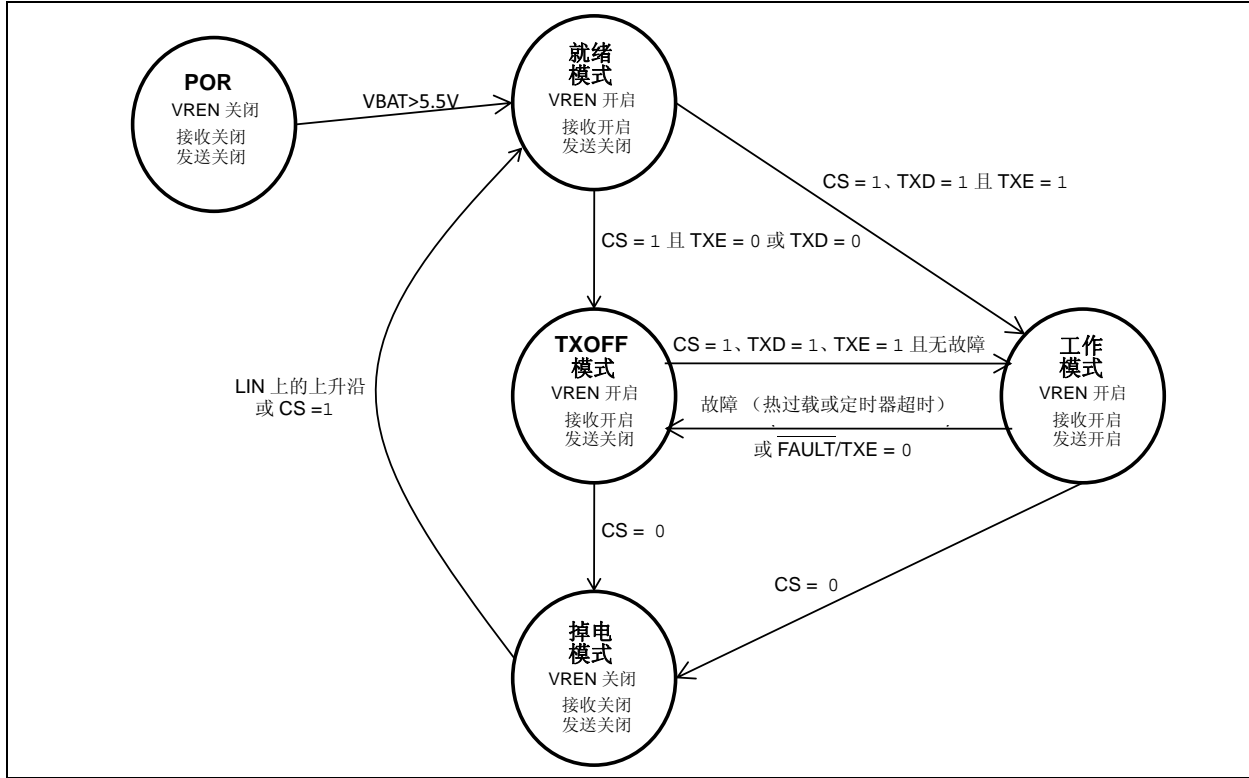 POR
VREN 关闭
接收关闭
发送关闭
VBAT>5.5V
就绪
模式
VREN 开启
接收开启
发送关闭
CS = 1、TXD = 1 且 TXE = 1
CS = 1 且 TXE = 0 或 TXD = 0
LIN 上的上升沿
或 CS =1
TXOFF
模式
VREN 开启
接收开启
发送关闭
CS = 1、TXD = 1、TXE = 1 且无故障
故障 （热过载或定时器超时）
或 F̅A̅U̅L̅T̅/TXE = 0
工作
模式
VREN 开启
接收开启
发送开启
CS = 0
CS = 0
掉电
模式
VREN 关闭
接收关闭
发送关闭